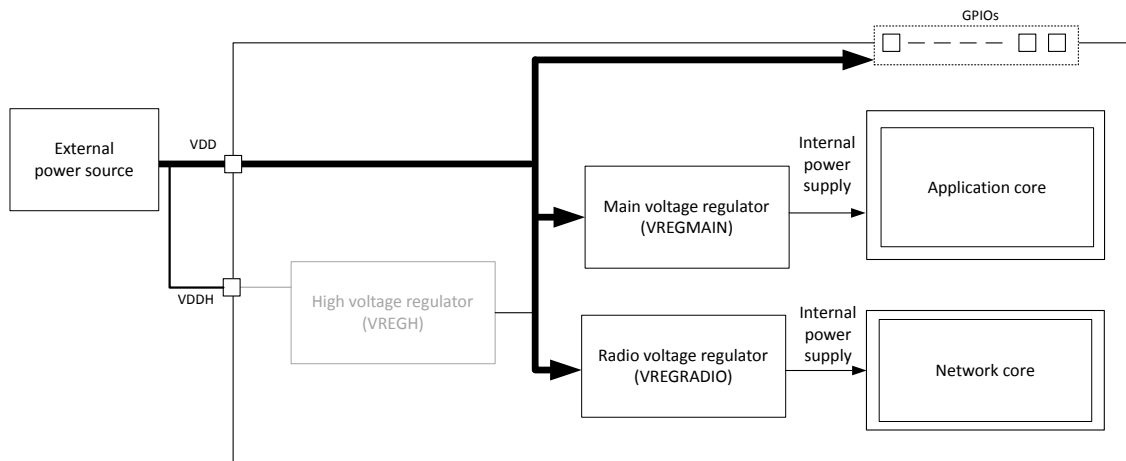 GPIOs
External
power source
VDD
VDDH
High voltage regulator
(VREGH)
Main voltage regulator
(VREGMAIN)
Internal
power
supply
Application core
Radio voltage regulator
(VREGRADIO)
Internal
power
supply
Network core